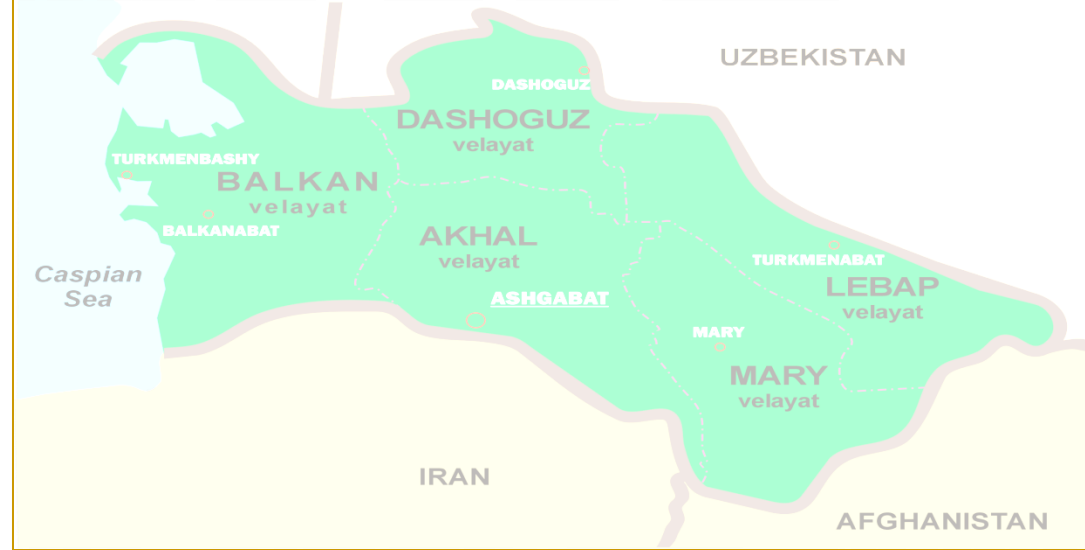 UZBEKISTAN
DASHOGUZ
DASHOGUZ
velayat
TURKMENBASHY
BALKAN
velayat
BALKANABAT
AKHAL
velayat
TURKMENABAT
Caspian
Sea
LEBAP
velayat
ASHGABAT
MARY
MARY
velayat
IRAN
AFGHANISTAN